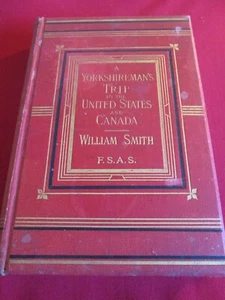 A
YORKSHIREMAN'S
TRIP
TO THE
UNITED STATES
AND
CANADA
WILLIAM SMITH
F.S.A.S.